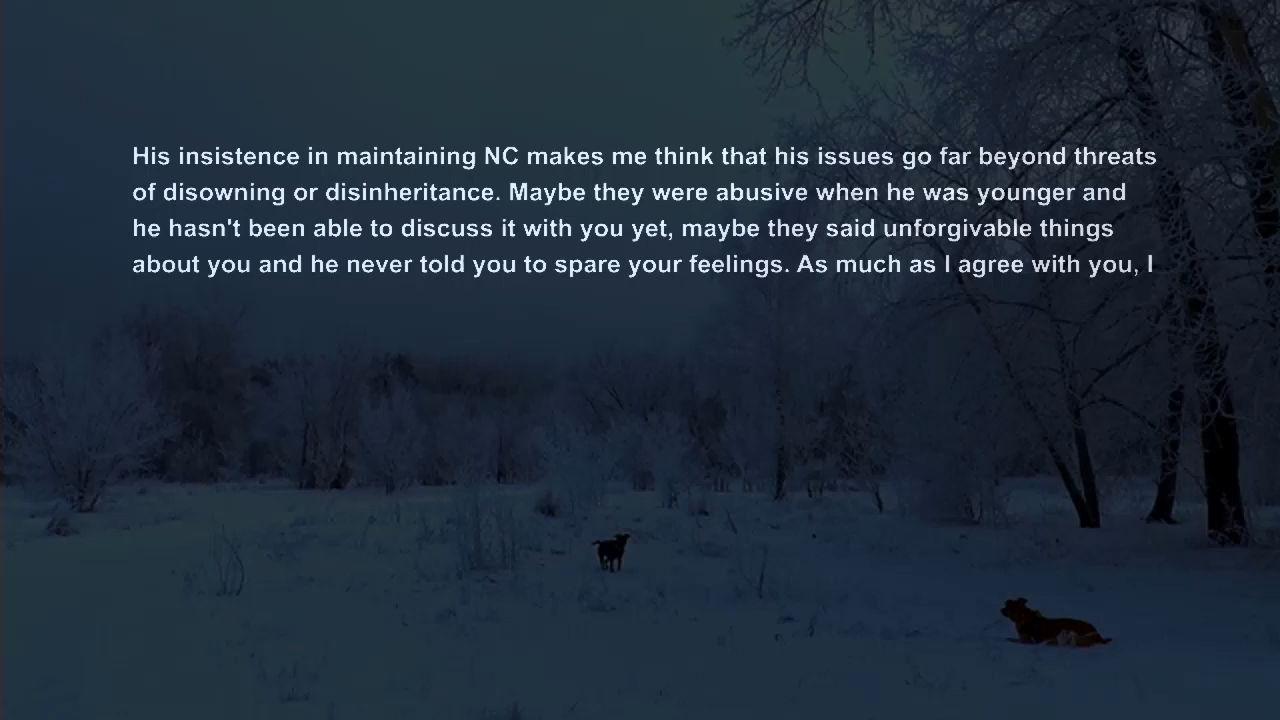 His insistence in maintaining NC makes me think that his issues go far beyond threats
of disowning or disinheritance. Maybe they were abusive when he was younger and
he hasn't been able to discuss it with you yet, maybe they said unforgivable things
about you and he never told you to spare your feelings. As much as I agree with you, I